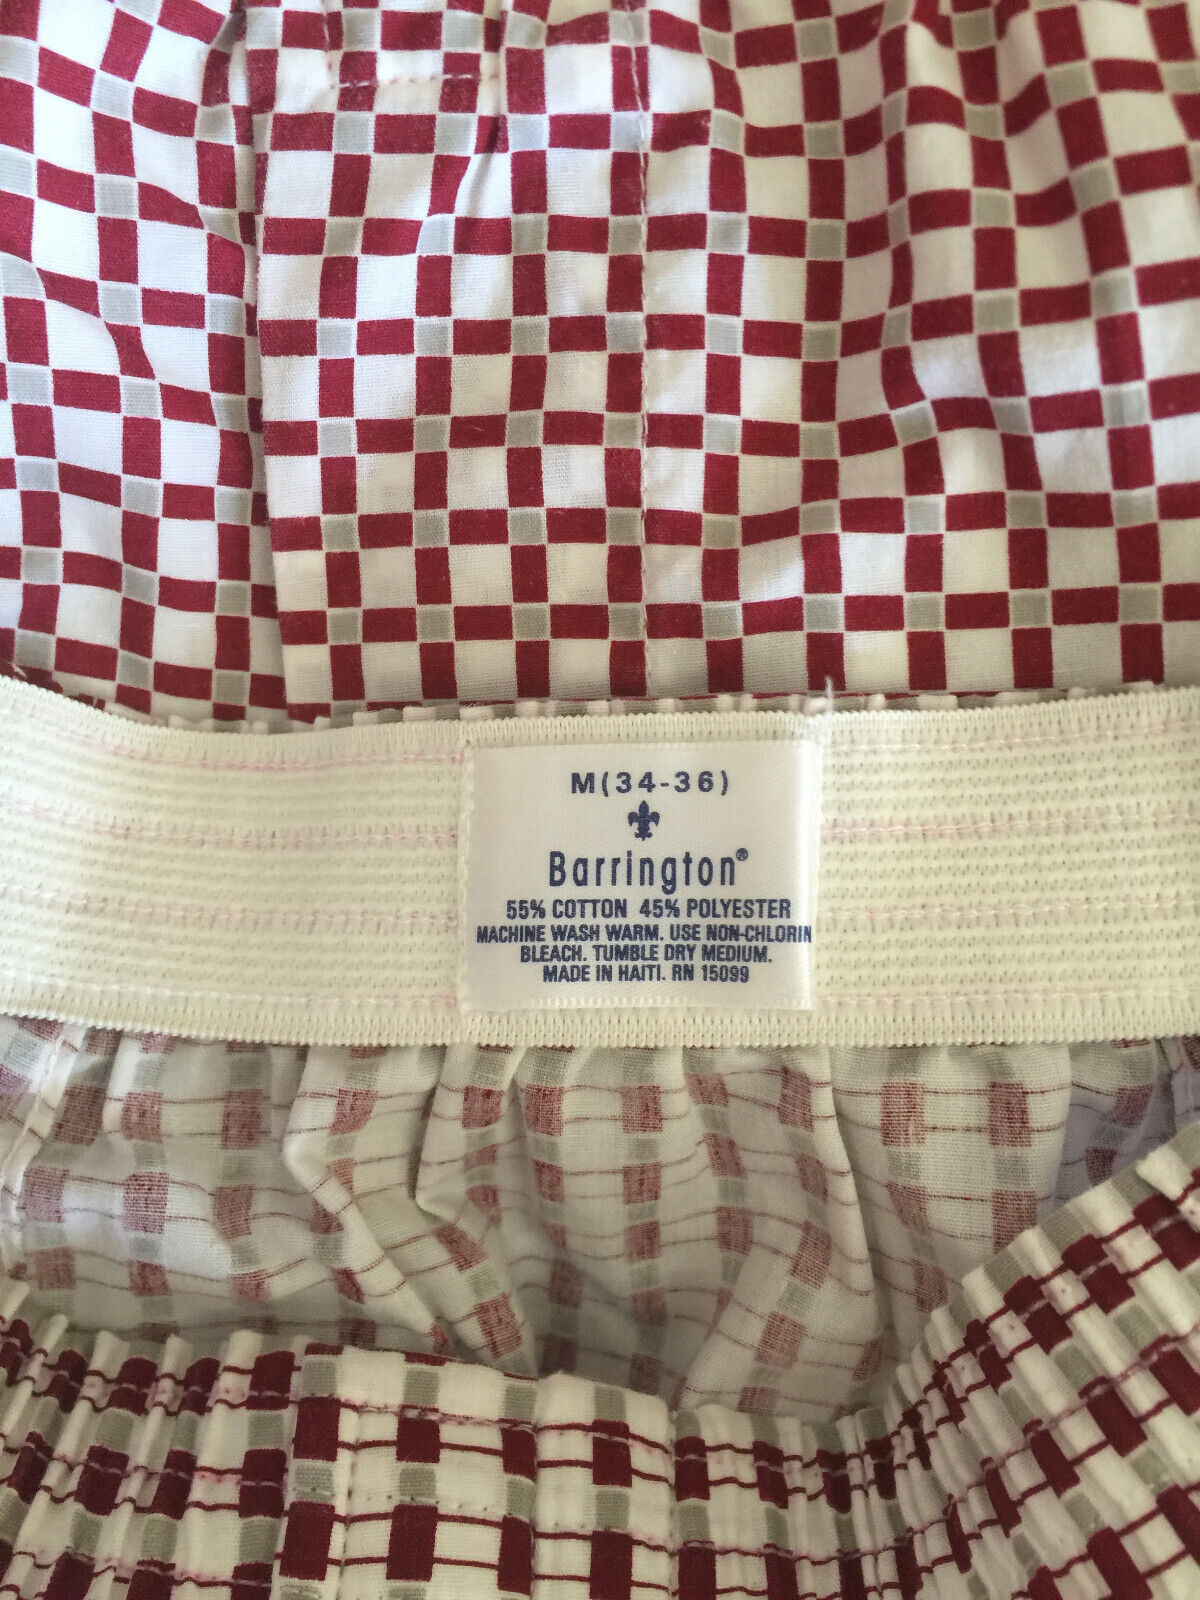 M(34-36)
Barrington®
55% COTTON 45% POLYESTER
MACHINE WASH WARM. USE NON-CHLORIN
BLEACH. TUMBLE DRY MEDIUM.
MADE IN HAITI. RN 15099